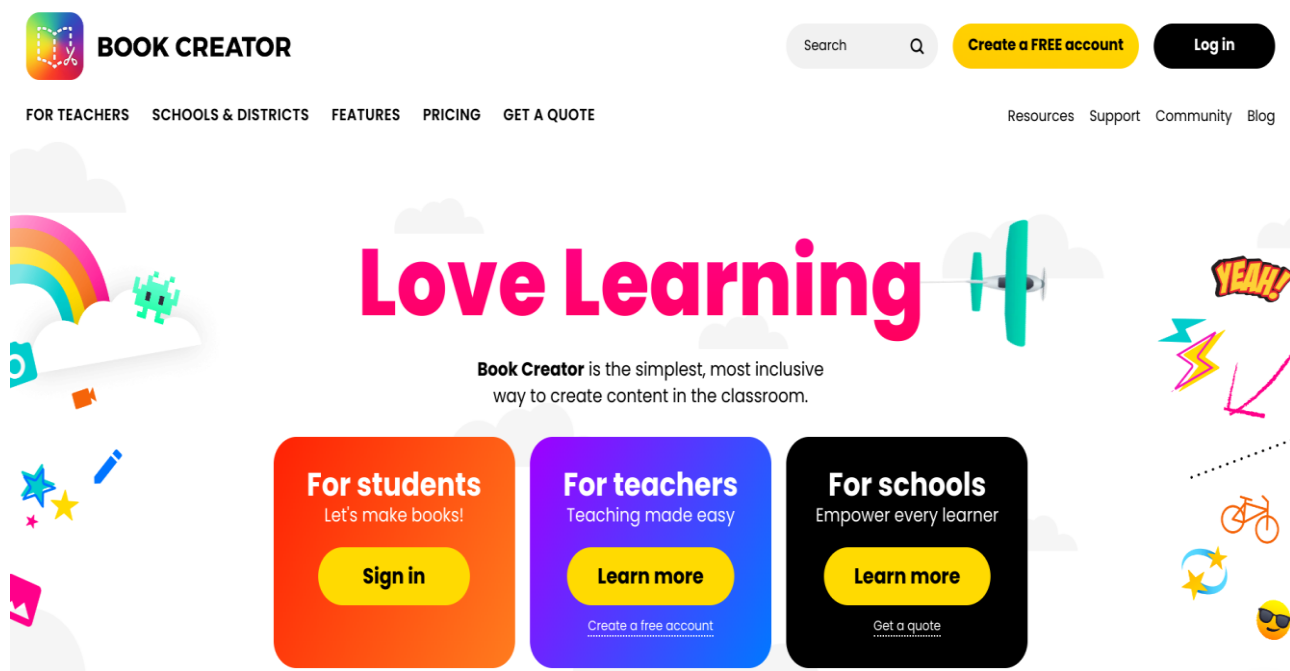 BOOK CREATOR
Search
Create a FREE account
Log in
FOR TEACHERS
SCHOOLS & DISTRICTS
FEATURES
PRICING
GET A QUOTE
Resources
Support
Community
Blog
Love Learning
YEAH!
Book Creator is the simplest, most inclusive
way to create content in the classroom.
For students
Let's make books!
Sign in
For teachers
Teaching made easy
Learn more
Create a free account
For schools
Empower every learner
Learn more
Get a quote